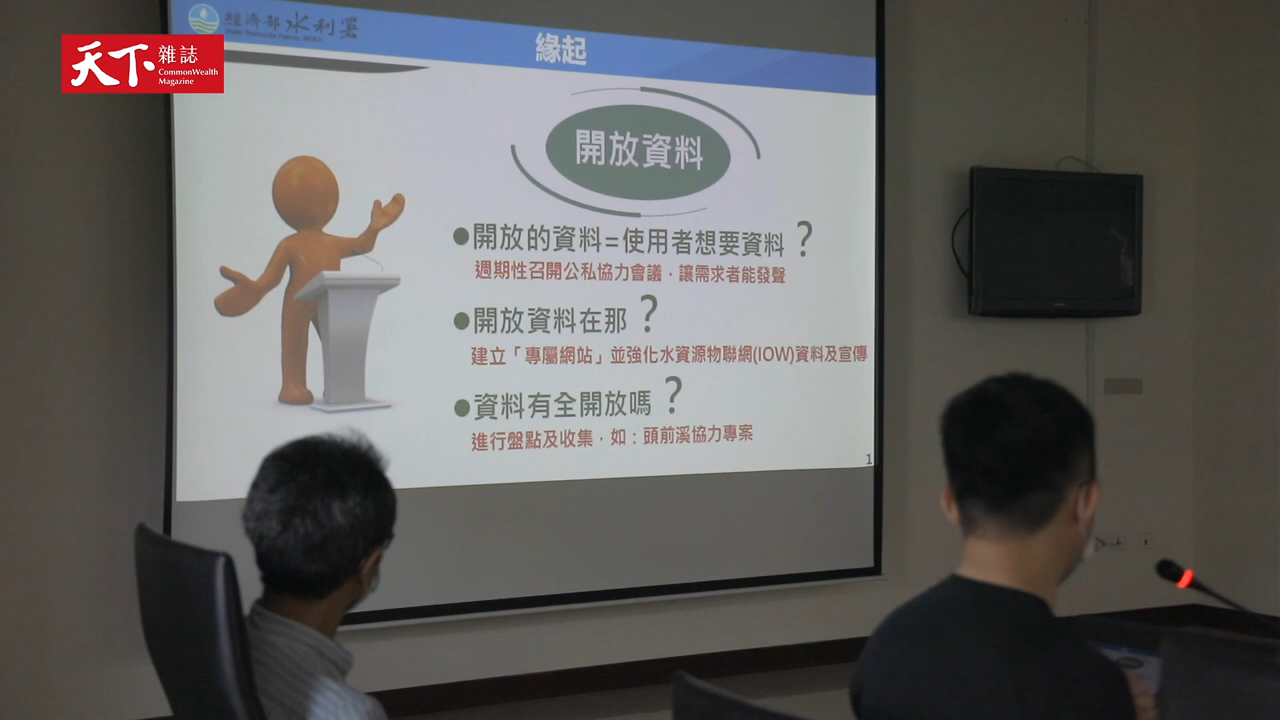 天下雜誌
CommonWealth
Magazine
經濟部水利署
Water Resources Agency, MOEA
緣起
開放資料
●開放的資料=使用者想要資料?
週期性召開公私協力會議，讓需求者能發聲
●開放資料在那?
建立「專屬網站」並強化水資源物聯網(IOW)資料及宣傳
●資料有全開放嗎?
進行盤點及收集，如：頭前溪協力專案
1